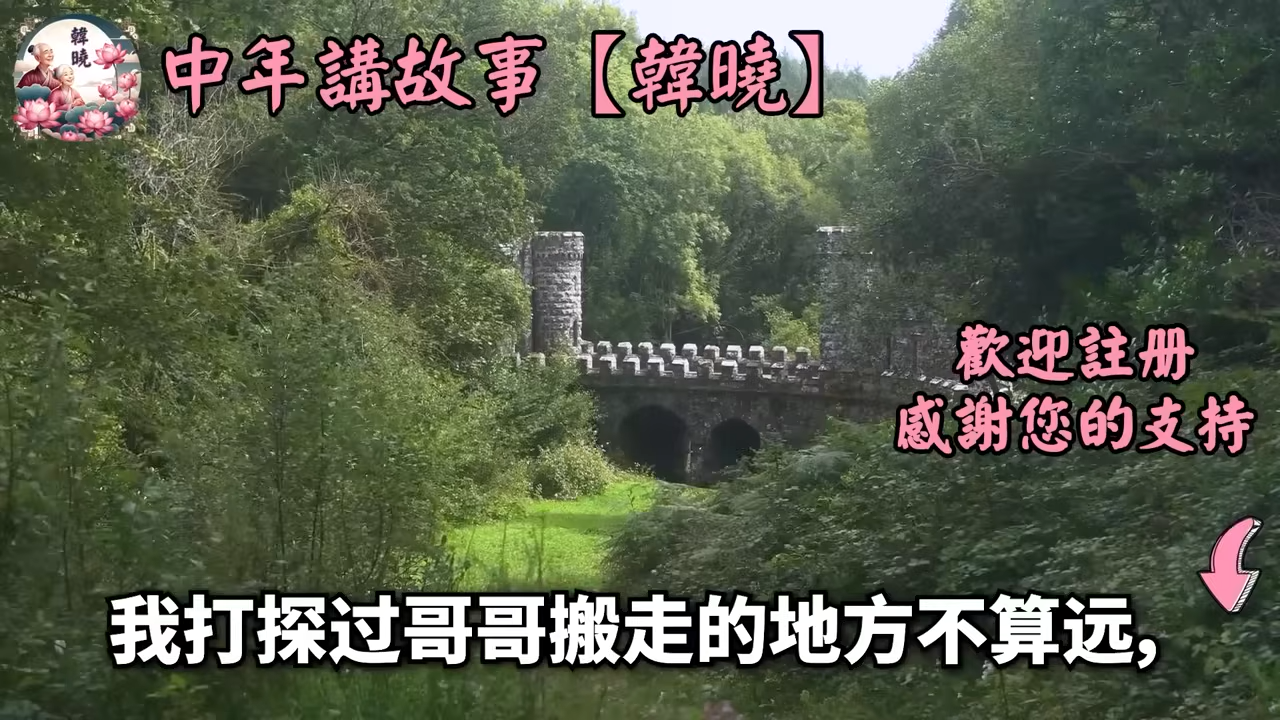 韓曉
中年講故事【韓曉】
歡迎註册
感謝您的支持
我打探过哥哥搬走的地方不算远,